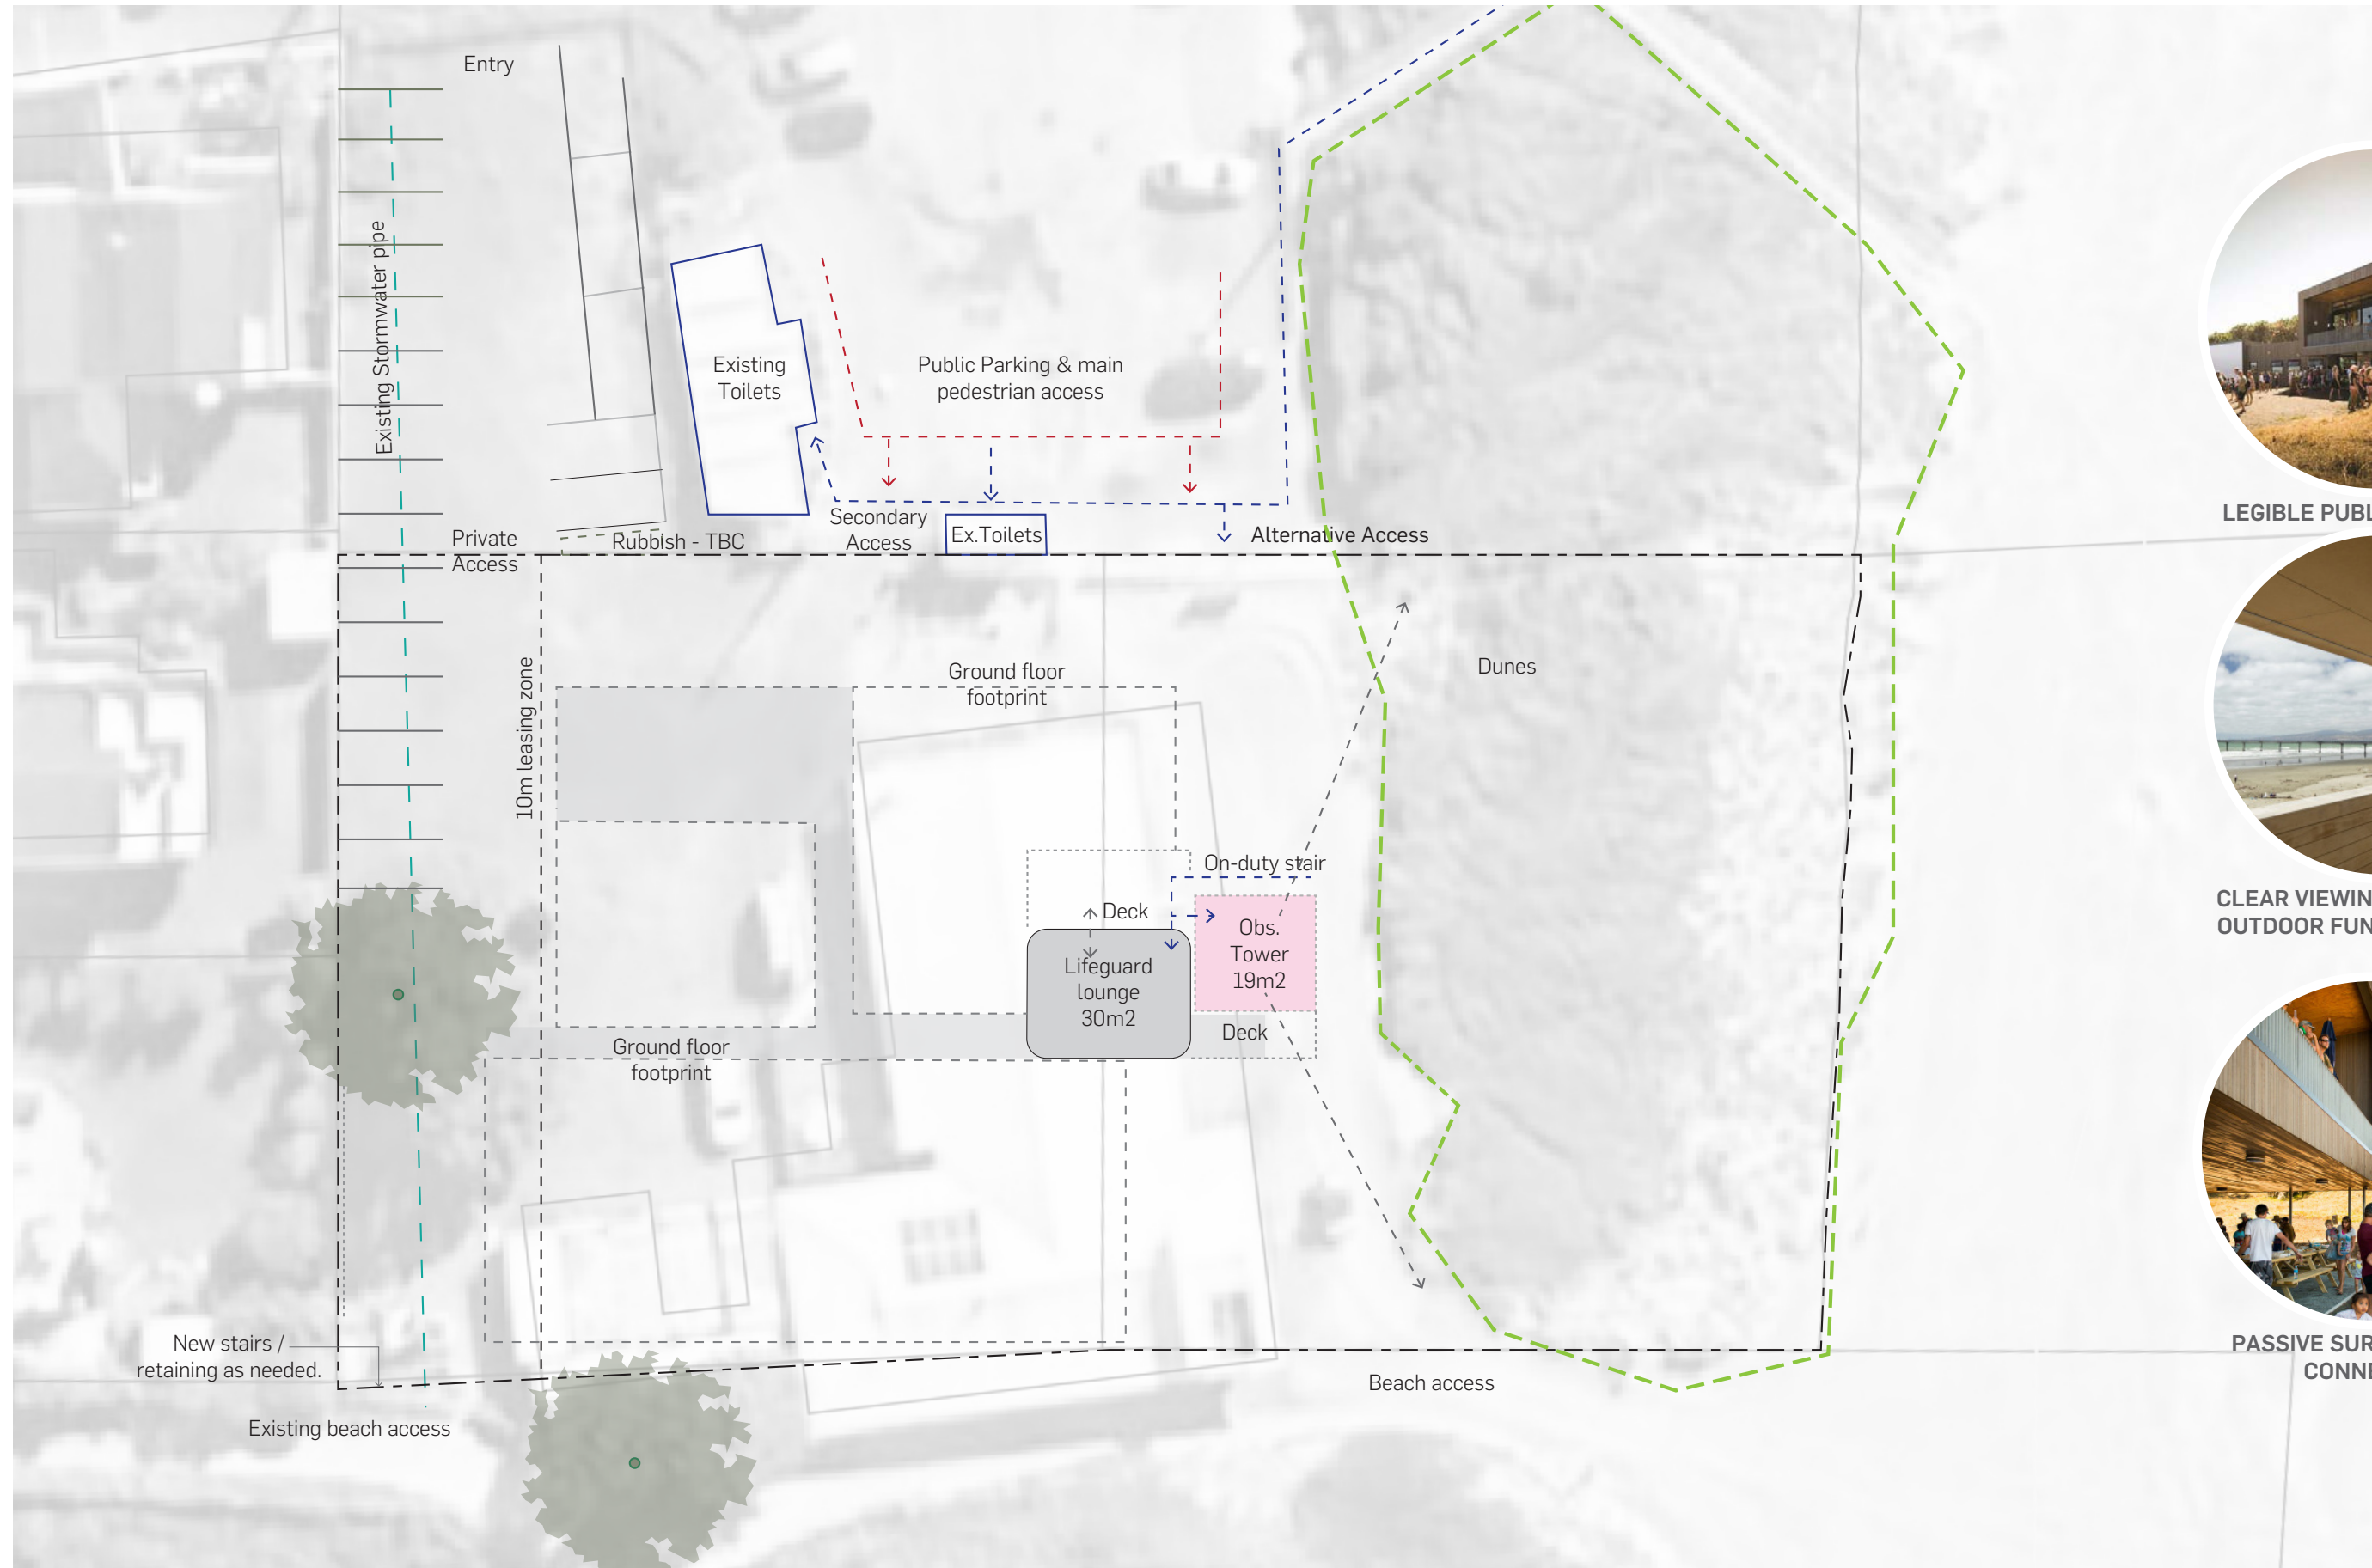 Entry
Existing Stormwater pipe
Existing
Toilets
Public Parking & main
pedestrian access
Secondary
Access
Ex.Toilets
Alternative Access
Private
Access
Rubbish - TBC
10m leasing zone
Ground floor
footprint
Dunes
On-duty stair
Deck
Obs.
Tower
19m2
Lifeguard
lounge
30m2
Deck
Ground floor
footprint
New stairs /
retaining as needed.
Existing beach access
Beach access
LEGIBLE PUBL
CLEAR VIEWIN
OUTDOOR FUN
PASSIVE SUR
CONNE